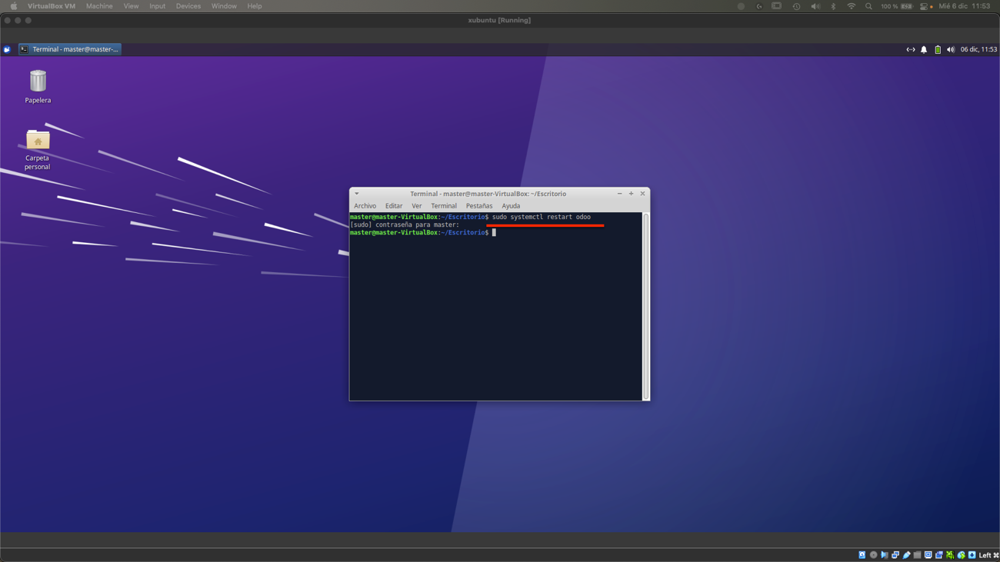 VirtualBox VM Machine View Input Devices Window Help 100 % Mié 6 dic 11:53
xubuntu [Running]
Terminal - master@master-... 06 dic, 11:53
Papelera
Carpeta
personal
Terminal - master@master-VirtualBox: ~/Escritorio
Archivo Editar Ver Terminal Pestañas Ayuda
master@master-VirtualBox:~/Escritorio$ sudo systemctl restart odoo
[sudo] contraseña para master:
master@master-VirtualBox:~/Escritorio$
Left ⌘